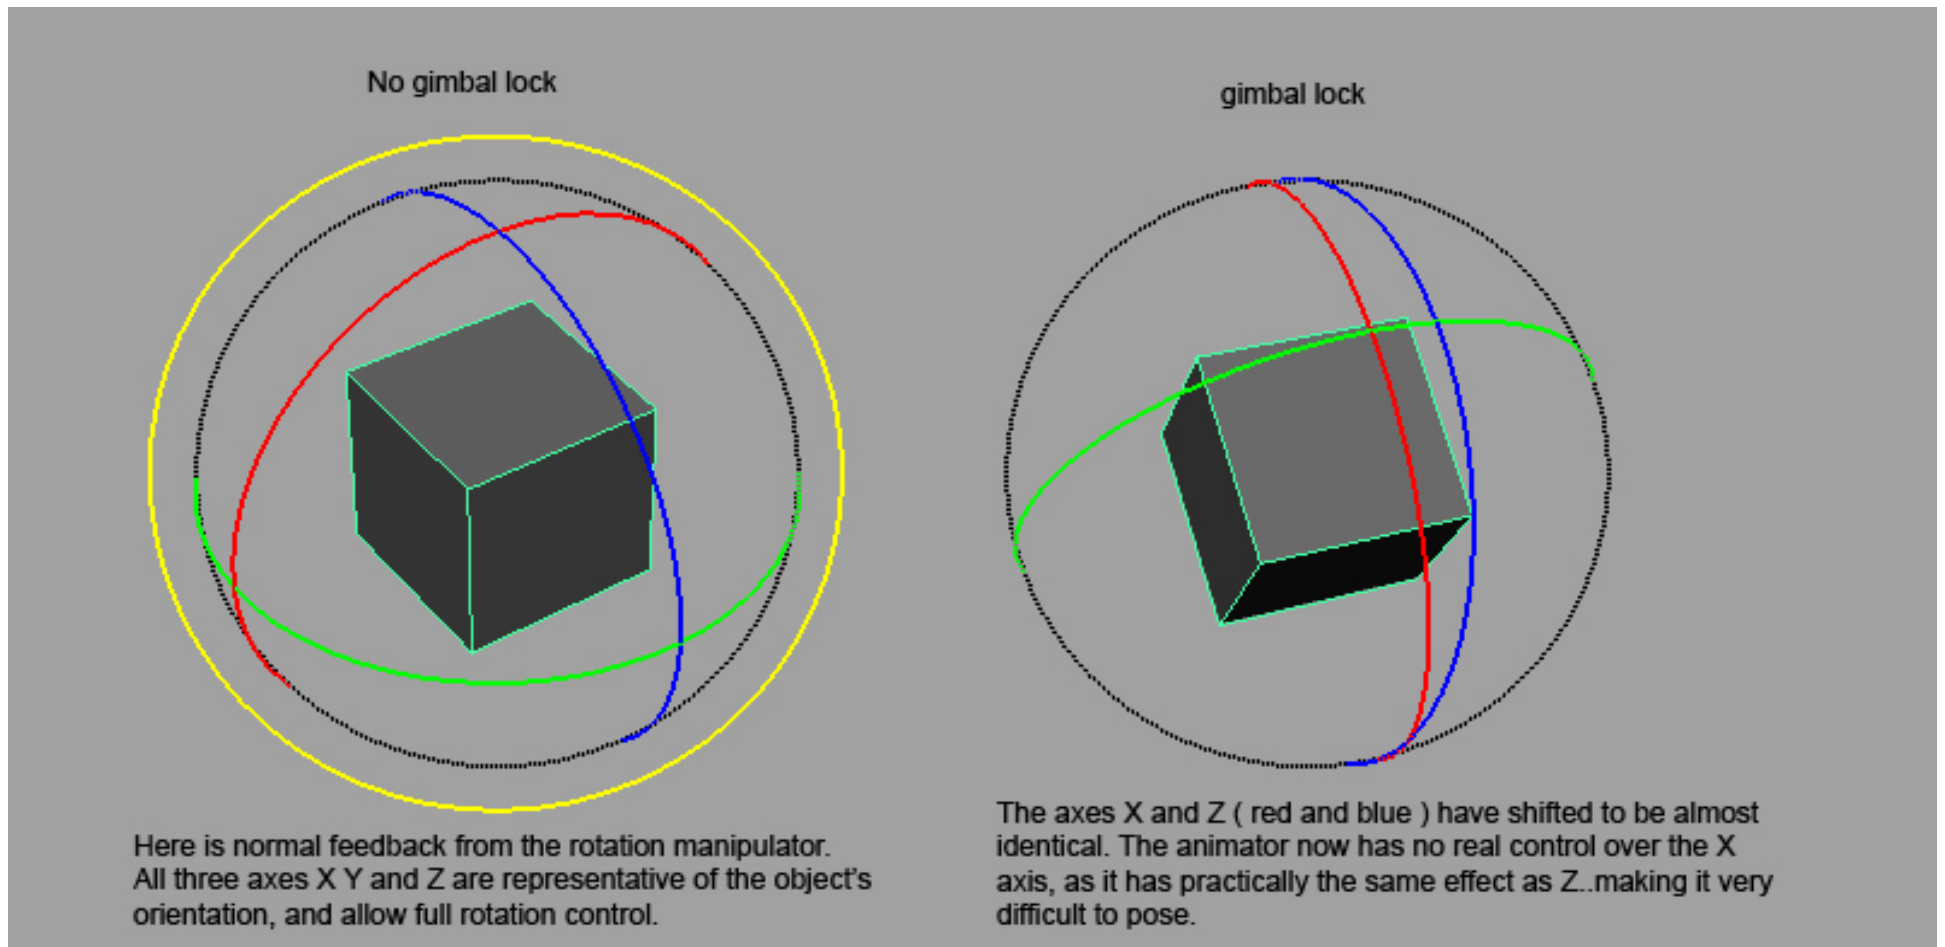 No gimbal lock
gimbal lock
Here is normal feedback from the rotation manipulator.
All three axes X Y and Z are representative of the object's
orientation, and allow full rotation control.
The axes X and Z ( red and blue ) have shifted to be almost
identical. The animator now has no real control over the X
axis, as it has practically the same effect as Z..making it very
difficult to pose.